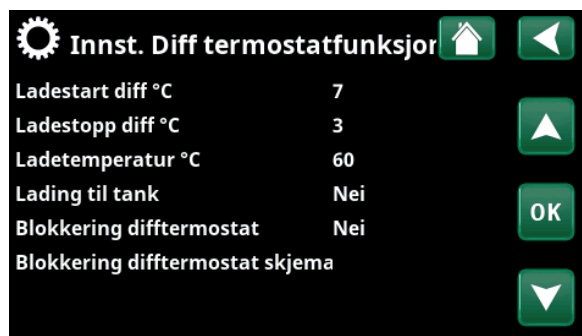 Innst. Diff termostatfunksjor
Ladestart diff °C 7
Ladestopp diff °C 3
Ladetemperatur °C 60
Lading til tank Nei
Blokkering difftermostat Nei
OK
Blokkering difftermostat skjema